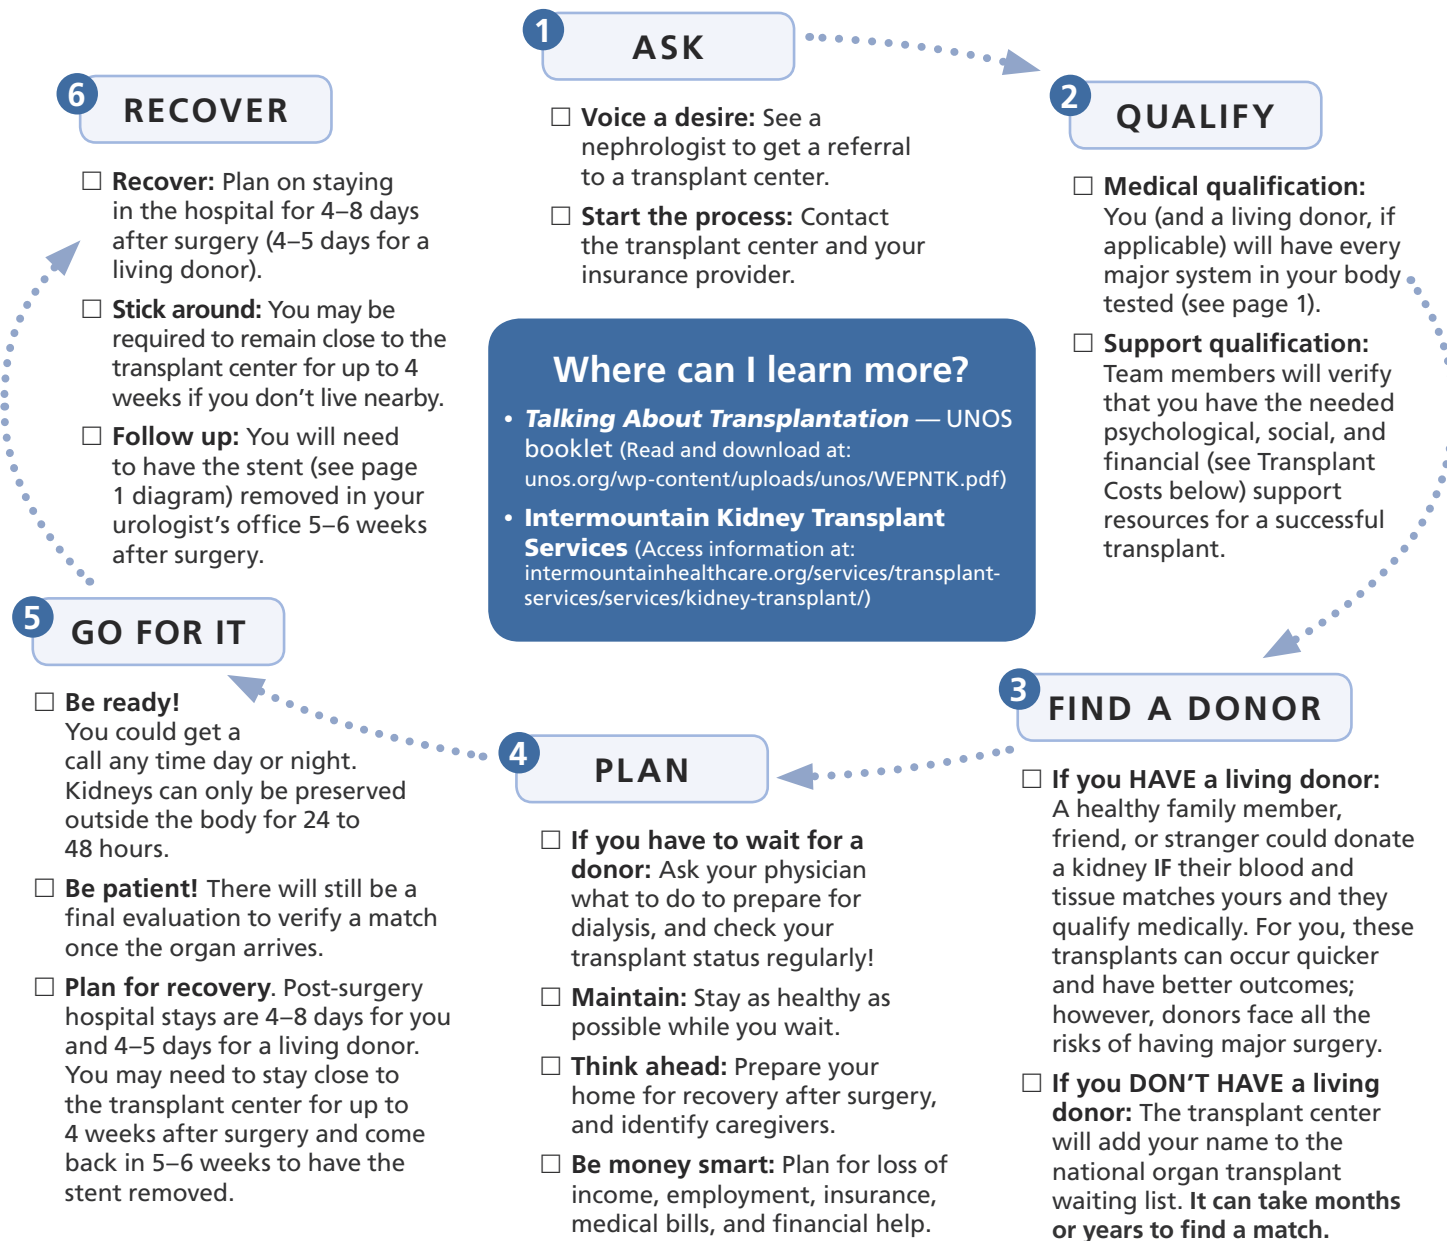 1
ASK
☐ Voice a desire: See a
nephrologist to get a referral
to a transplant center.
☐ Start the process: Contact
the transplant center and your
insurance provider.
2
QUALIFY
☐ Medical qualification:
You (and a living donor, if
applicable) will have every
major system in your body
tested (see page 1).
☐ Support qualification:
Team members will verify
that you have the needed
psychological, social, and
financial (see Transplant
Costs below) support
resources for a successful
transplant.
3
FIND A DONOR
☐ If you HAVE a living donor:
A healthy family member,
friend, or stranger could donate
a kidney IF their blood and
tissue matches yours and they
qualify medically. For you, these
transplants can occur quicker
and have better outcomes;
however, donors face all the
risks of having major surgery.
☐ If you DON'T HAVE a living
donor: The transplant center
will add your name to the
national organ transplant
waiting list. It can take months
or years to find a match.
4
PLAN
☐ If you have to wait for a
donor: Ask your physician
what to do to prepare for
dialysis, and check your
transplant status regularly!
☐ Maintain: Stay as healthy as
possible while you wait.
☐ Think ahead: Prepare your
home for recovery after surgery,
and identify caregivers.
☐ Be money smart: Plan for loss of
income, employment, insurance,
medical bills, and financial help.
5
GO FOR IT
☐ Be ready!
You could get a
call any time day or night.
Kidneys can only be preserved
outside the body for 24 to
48 hours.
☐ Be patient! There will still be a
final evaluation to verify a match
once the organ arrives.
☐ Plan for recovery. Post-surgery
hospital stays are 4–8 days for you
and 4–5 days for a living donor.
You may need to stay close to
the transplant center for up to
4 weeks after surgery and come
back in 5–6 weeks to have the
stent removed.
6
RECOVER
☐ Recover: Plan on staying
in the hospital for 4–8 days
after surgery (4–5 days for a
living donor).
☐ Stick around: You may be
required to remain close to the
transplant center for up to 4
weeks if you don't live nearby.
☐ Follow up: You will need
to have the stent (see page
1 diagram) removed in your
urologist's office 5–6 weeks
after surgery.
Where can I learn more?
• Talking About Transplantation — UNOS
booklet (Read and download at:
unos.org/wp-content/uploads/unos/WEPNTK.pdf)
• Intermountain Kidney Transplant
Services (Access information at:
intermountainhealthcare.org/services/transplant-
services/services/kidney-transplant/)